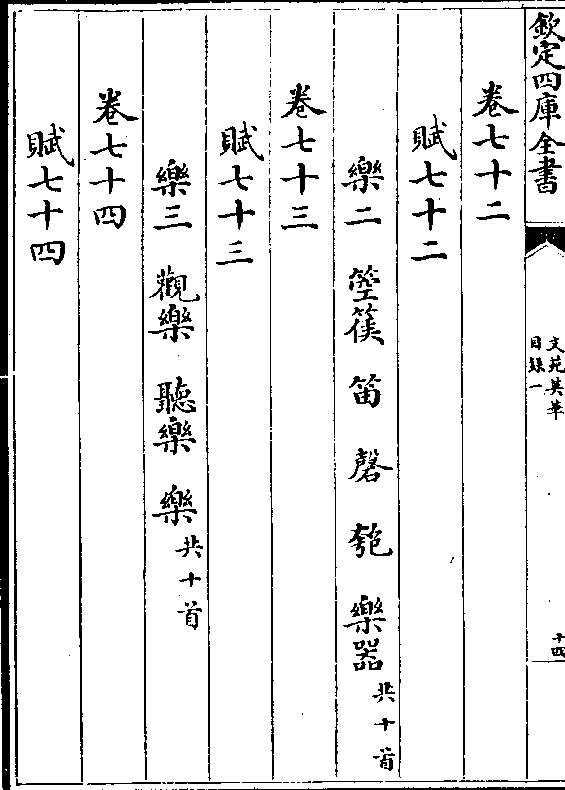 欽定四庫全書
文苑英華
目録一
十四
卷七十二
賦七十二
樂二 箜篌 笛 磬 匏 樂器 共十首
卷七十三
賦七十三
樂三 觀樂 聽樂 樂 共十首
卷七十四
賦七十四